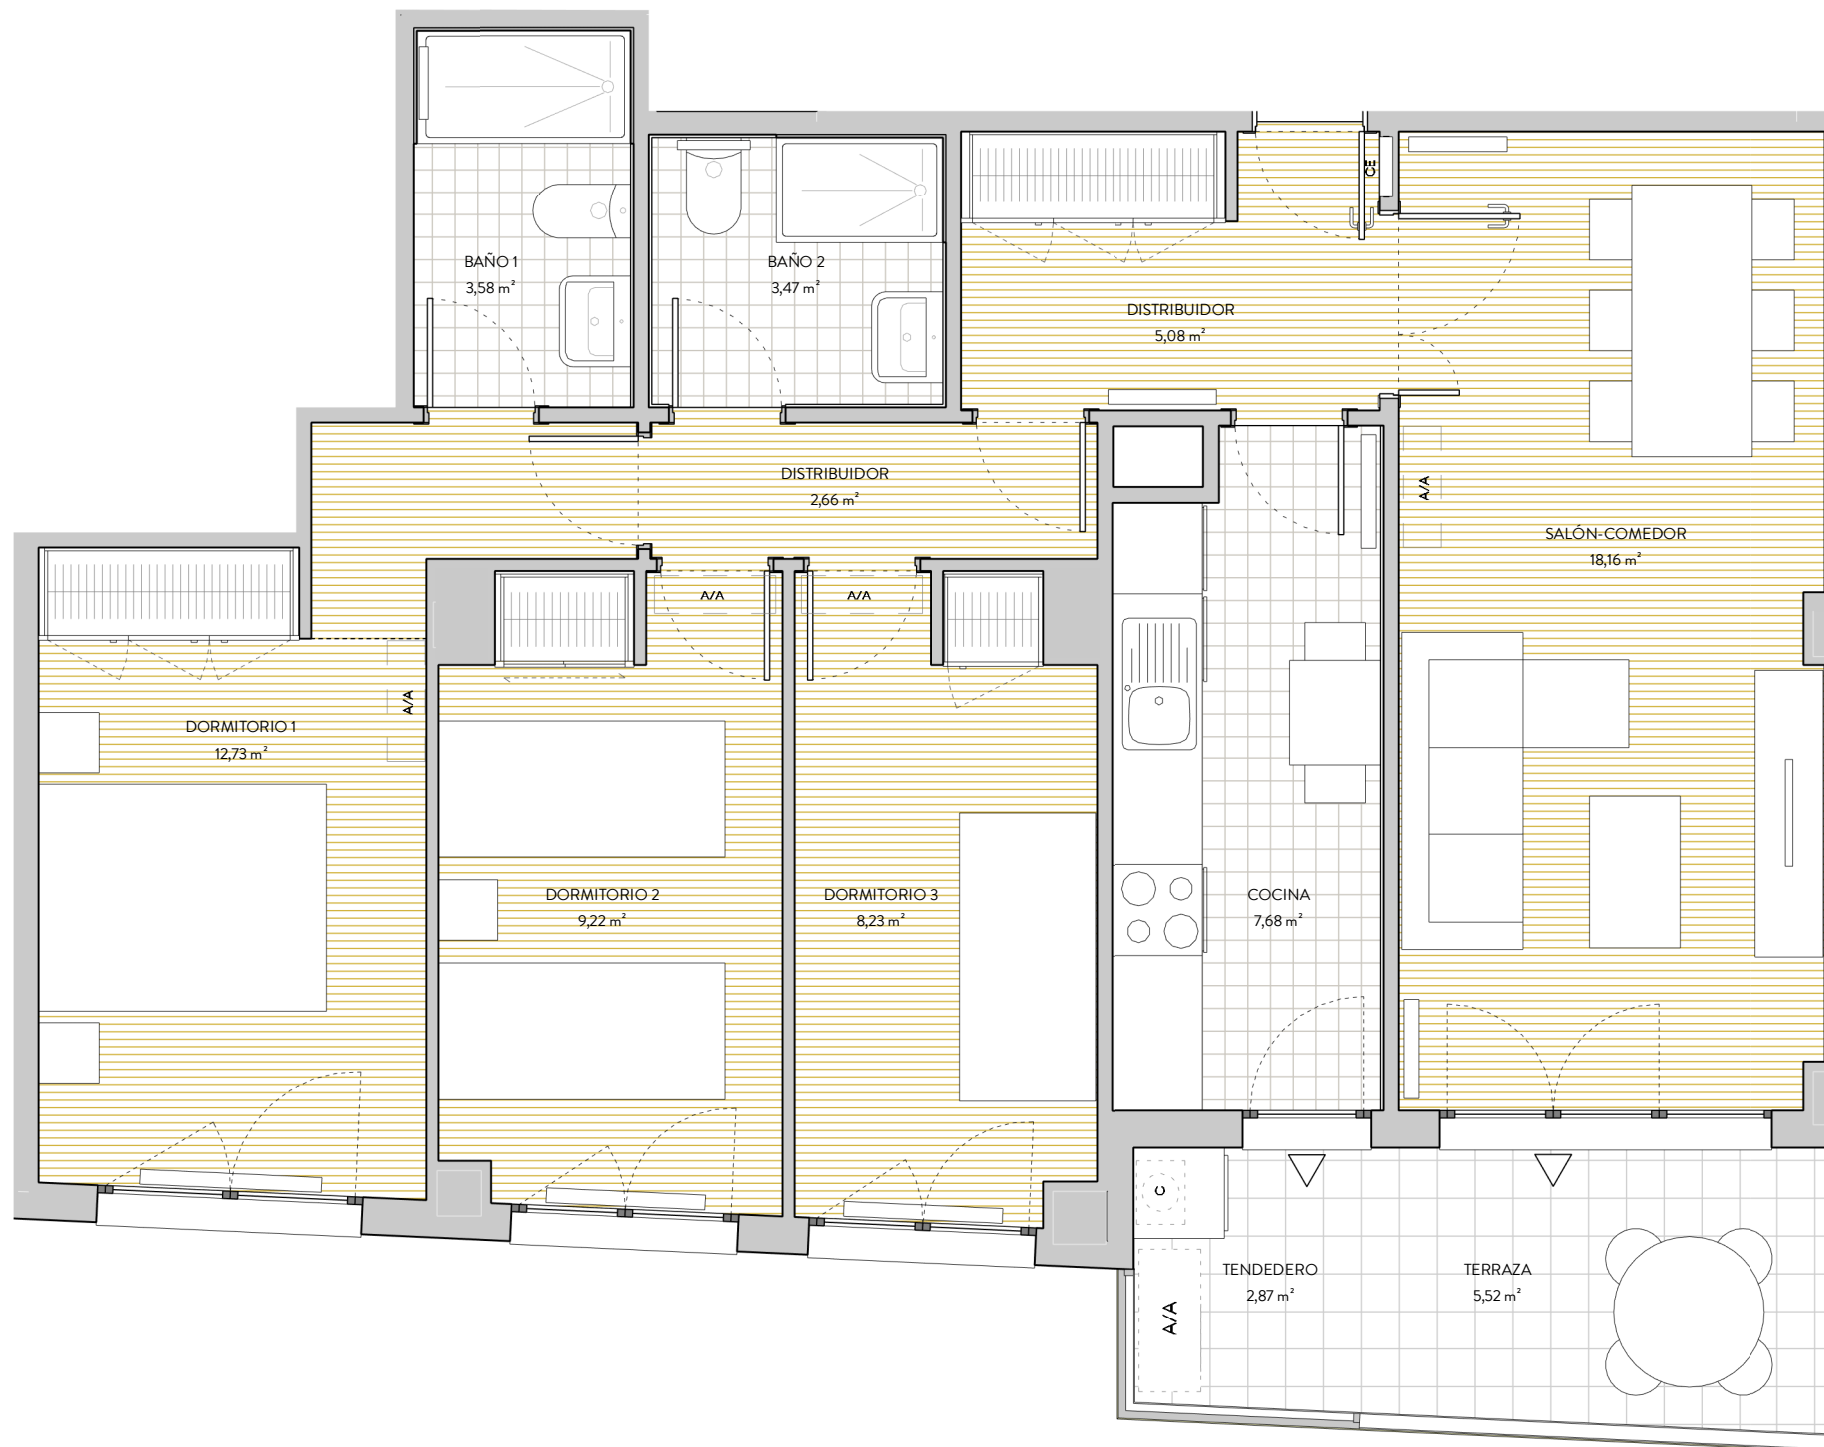 BAÑO 1
3,58 m²
BAÑO 2
3,47 m²
CE
DISTRIBUIDOR
5,08 m²
DISTRIBUIDOR
2,66 m²
A/A
SALÓN-COMEDOR
18,16 m²
A/A
A/A
A/A
DORMITORIO 1
12,73 m²
DORMITORIO 2
9,22 m²
DORMITORIO 3
8,23 m²
COCINA
7,68 m²
C
TENDEDERO
2,87 m²
TERRAZA
5,52 m²
A/A